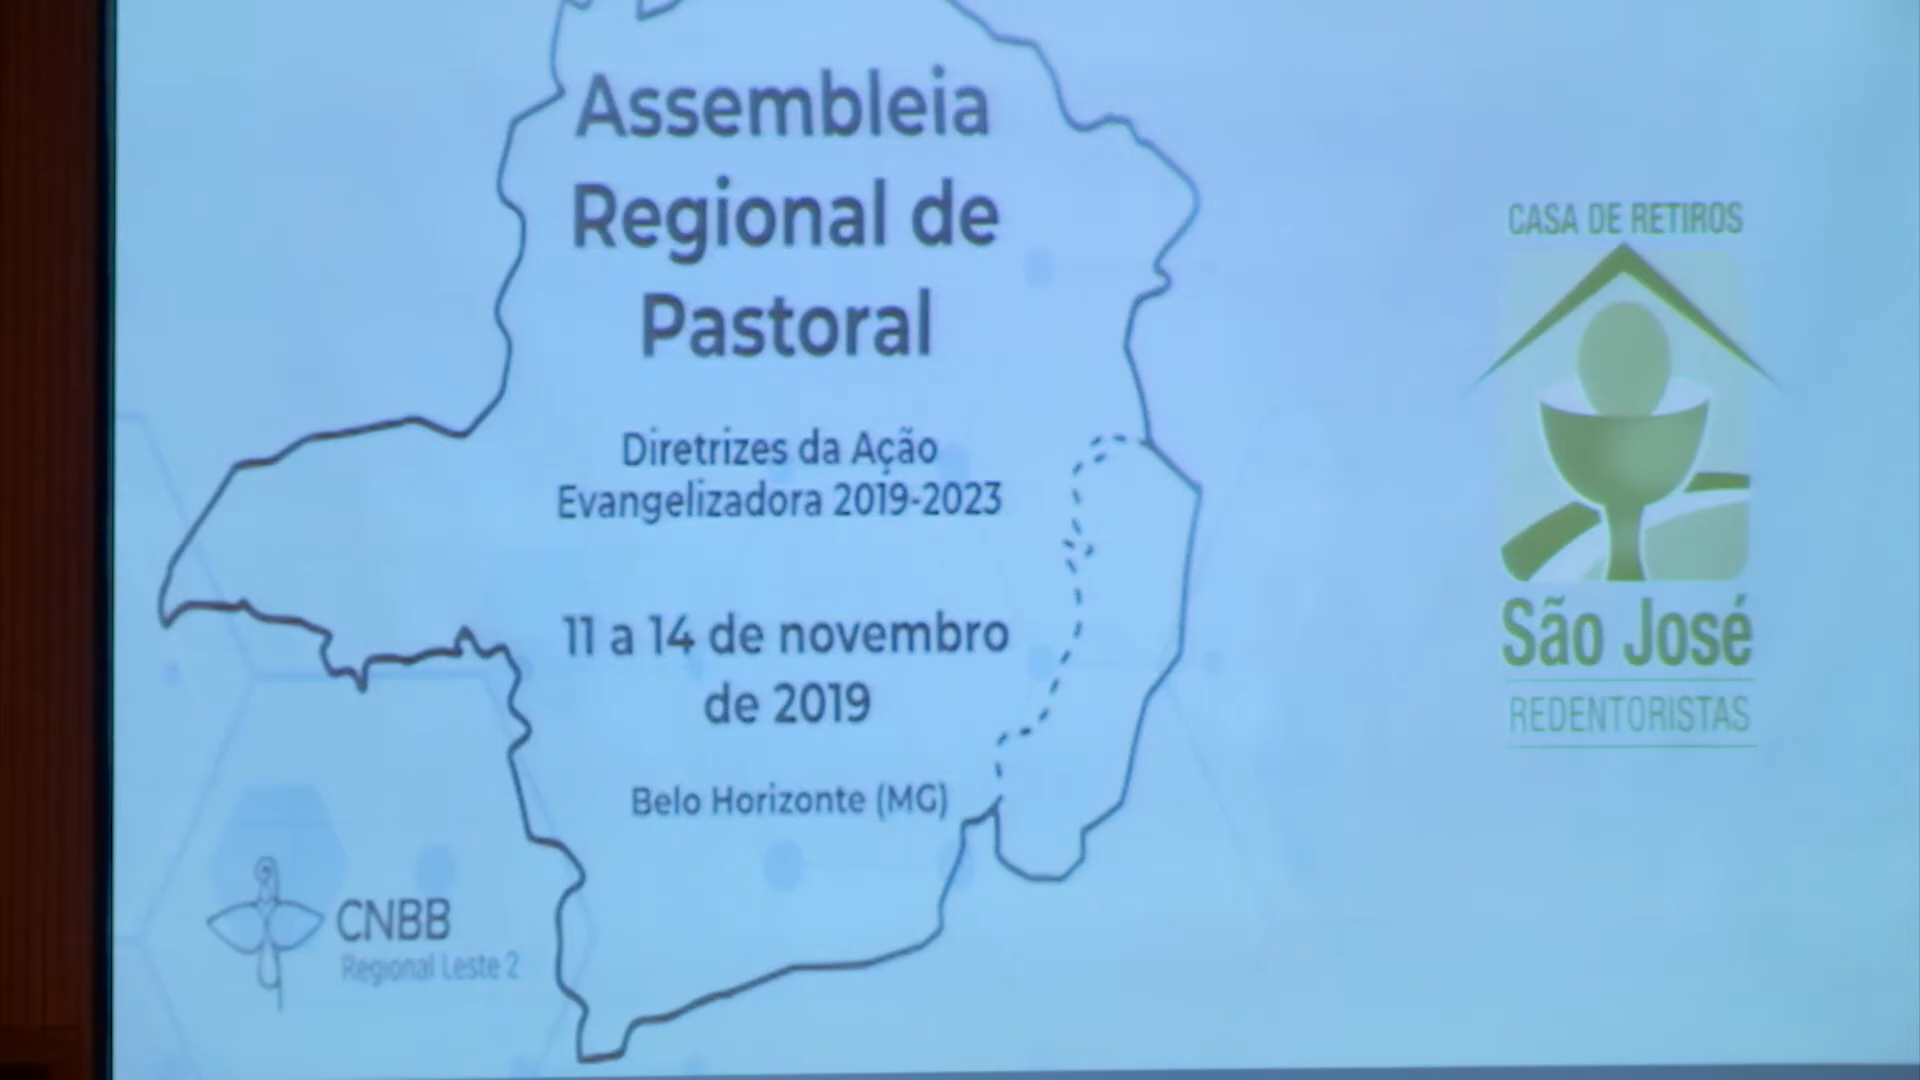 Assembleia
Regional de
Pastoral
Diretrizes da Ação
Evangelizadora 2019-2023
11 a 14 de novembro
de 2019
Belo Horizonte (MG)
CNBB
Regional Leste 2
CASA DE RETIROS
São José
REDENTORISTAS